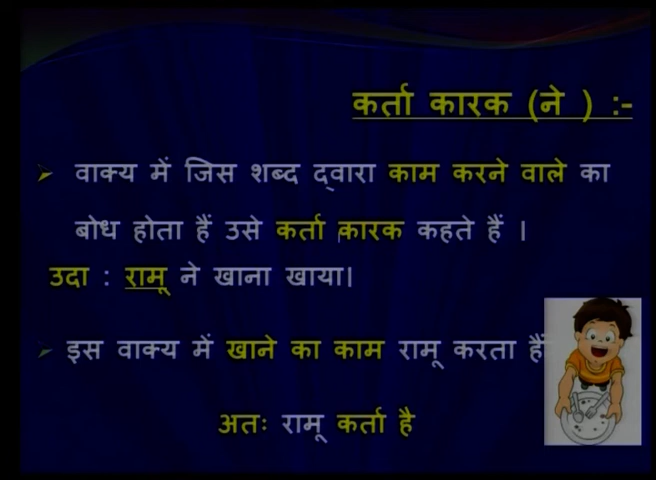 कर्ता कारक (ने ) :-
वाक्य में जिस शब्द द्वारा काम करने वाले का
बोध होता हैं उसे कर्ता कारक कहते हैं ।
उदा : रामू ने खाना खाया।
इस वाक्य में खाने का काम रामू करता हैं
अतः रामू कर्ता है